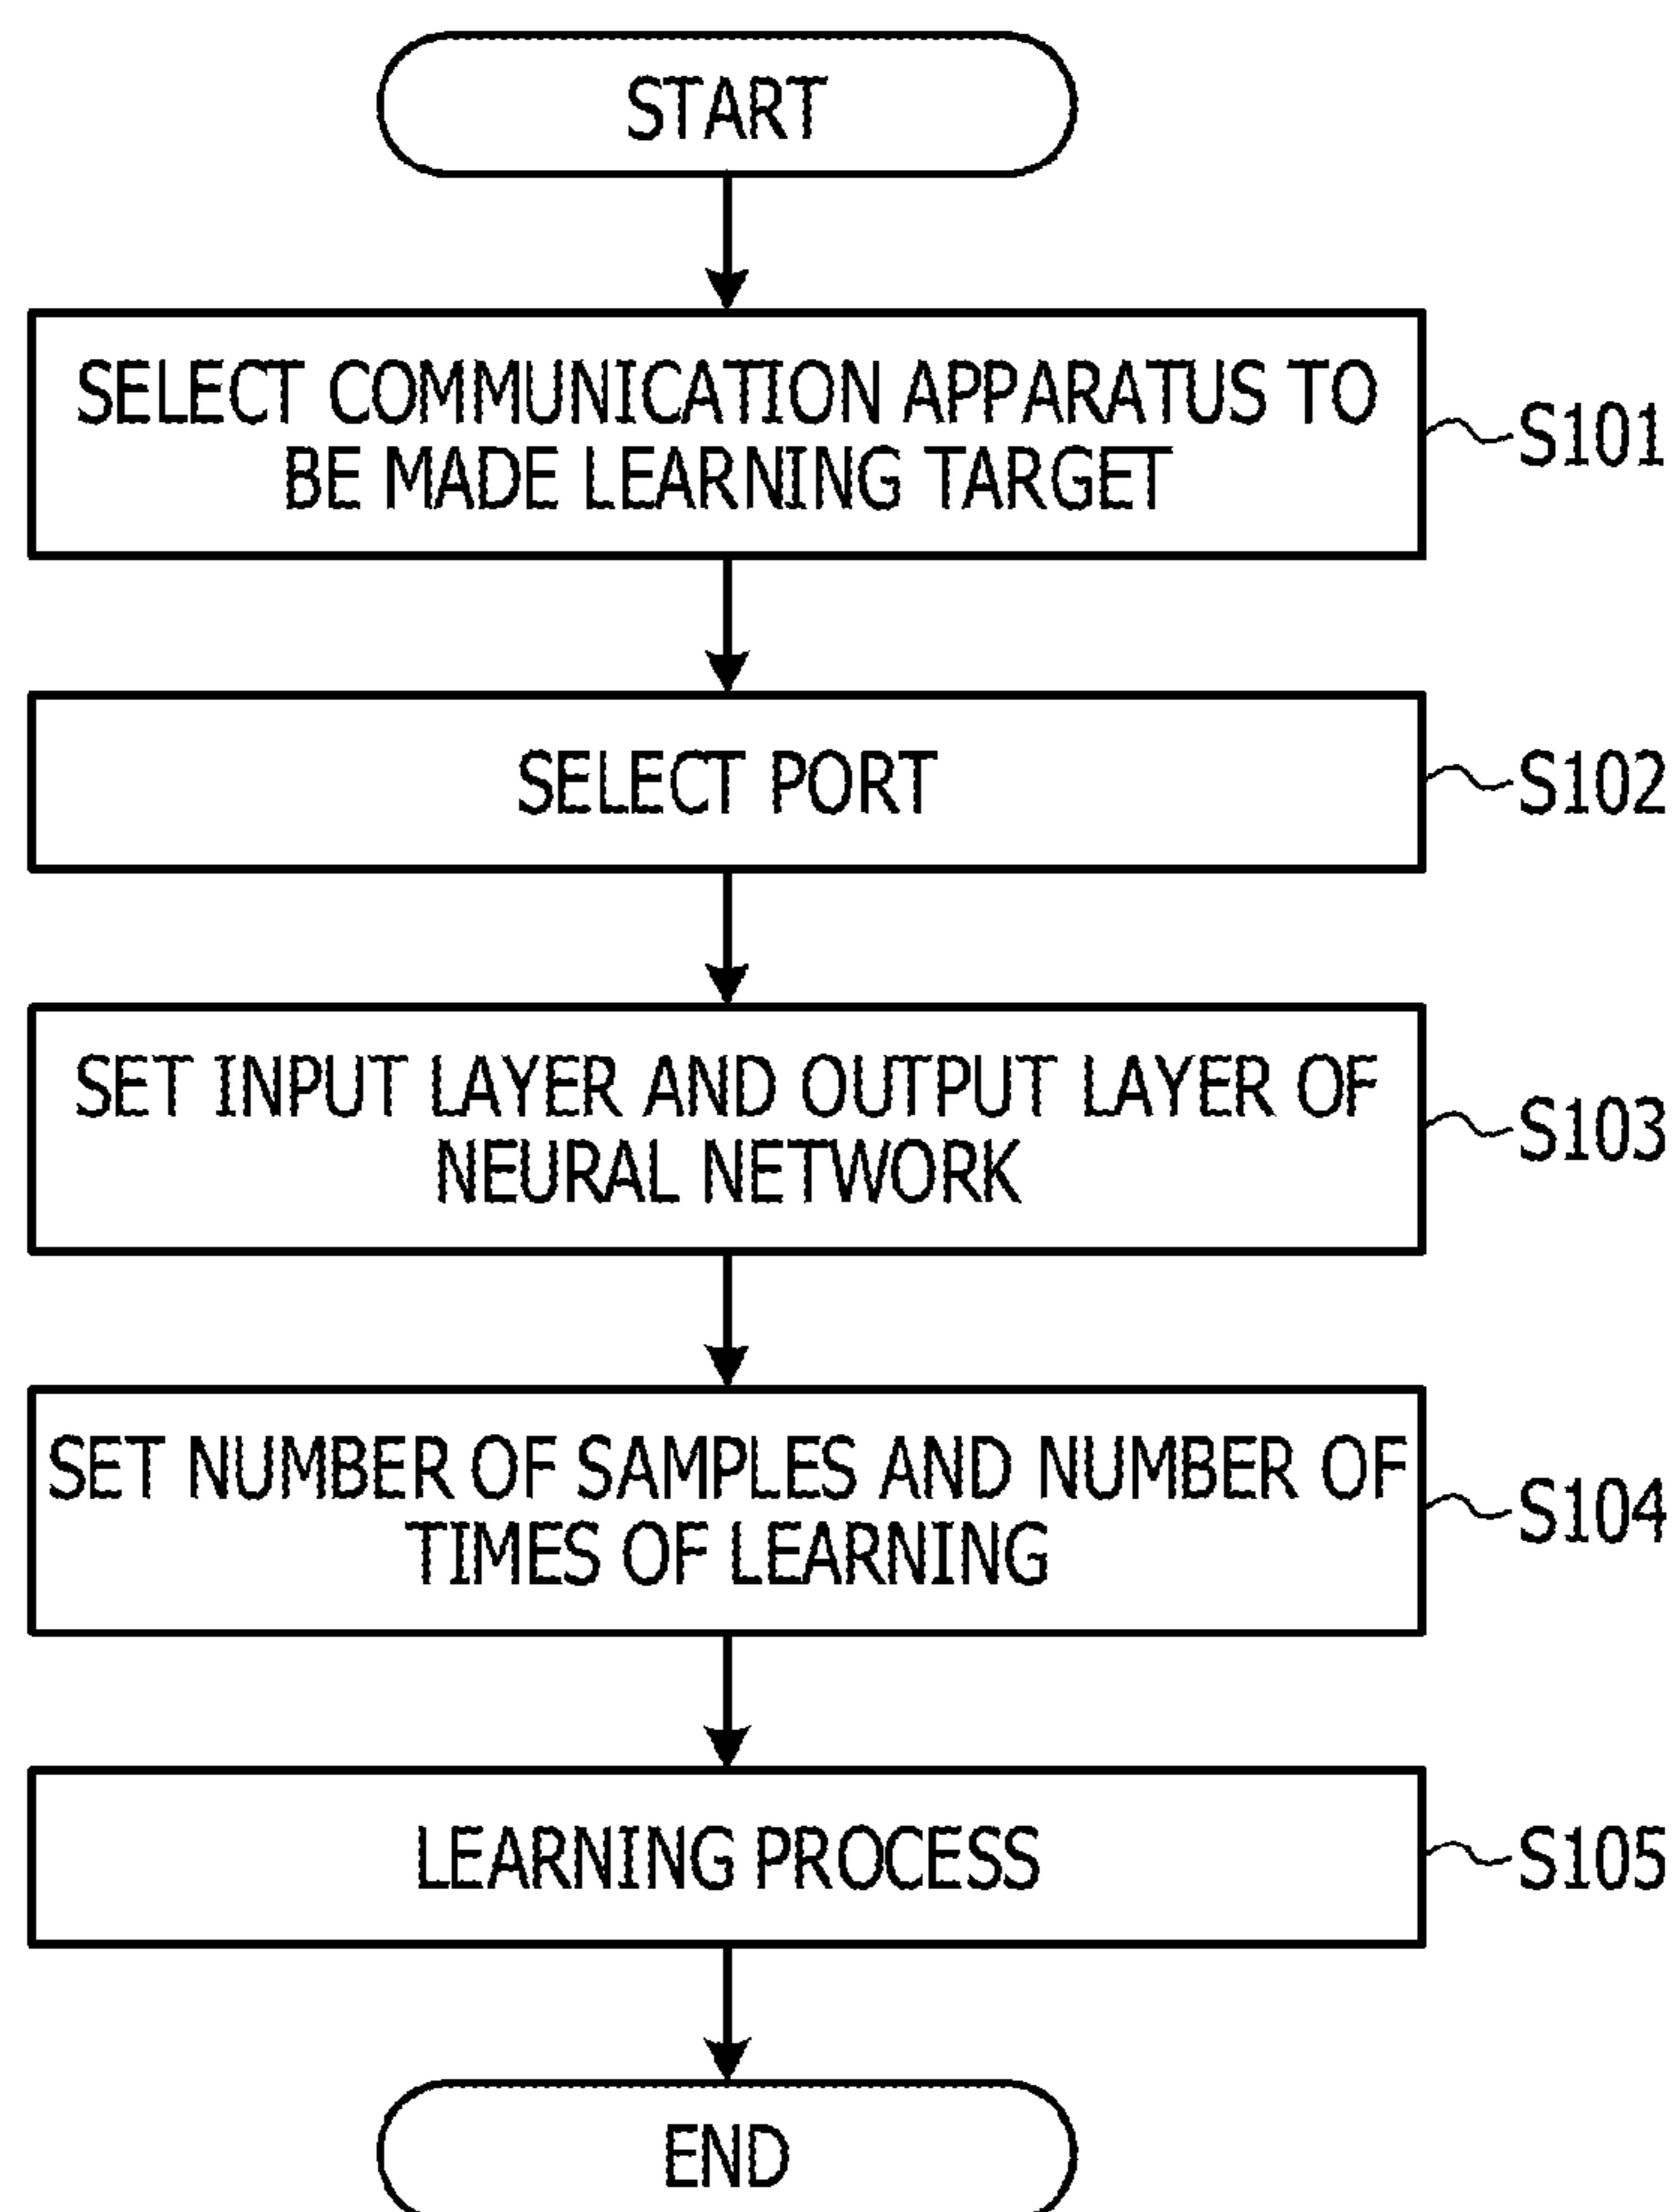 START
SELECT COMMUNICATION APPARATUS TO
BE MADE LEARNING TARGET
S101
SELECT PORT
S102
SET INPUT LAYER AND OUTPUT LAYER OF
NEURAL NETWORK
S103
SET NUMBER OF SAMPLES AND NUMBER OF
TIMES OF LEARNING
S104
LEARNING PROCESS
S105
END